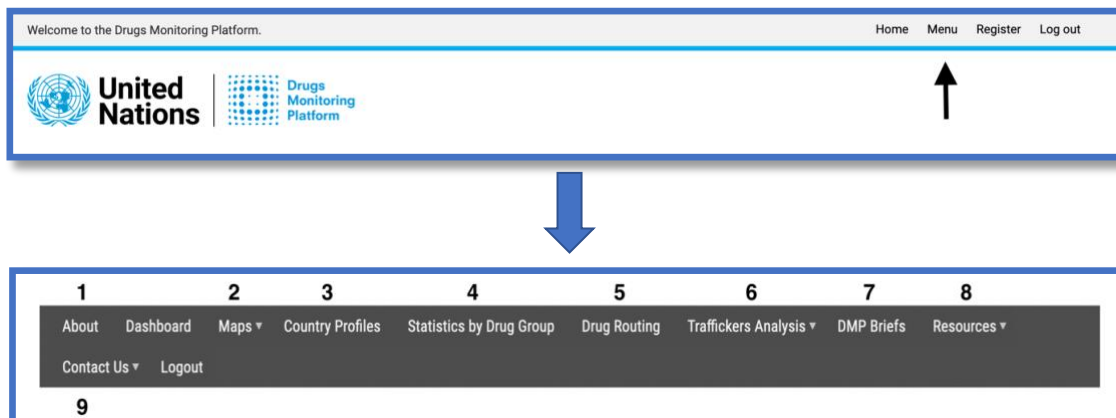 Welcome to the Drugs Monitoring Platform.
Home Menu Register Log out
United
Nations
Drugs
Monitoring
Platform
1 2 3 4 5 6 7 8
About Dashboard Maps Country Profiles Statistics by Drug Group Drug Routing Traffickers Analysis DMP Briefs Resources
Contact Us Logout
9